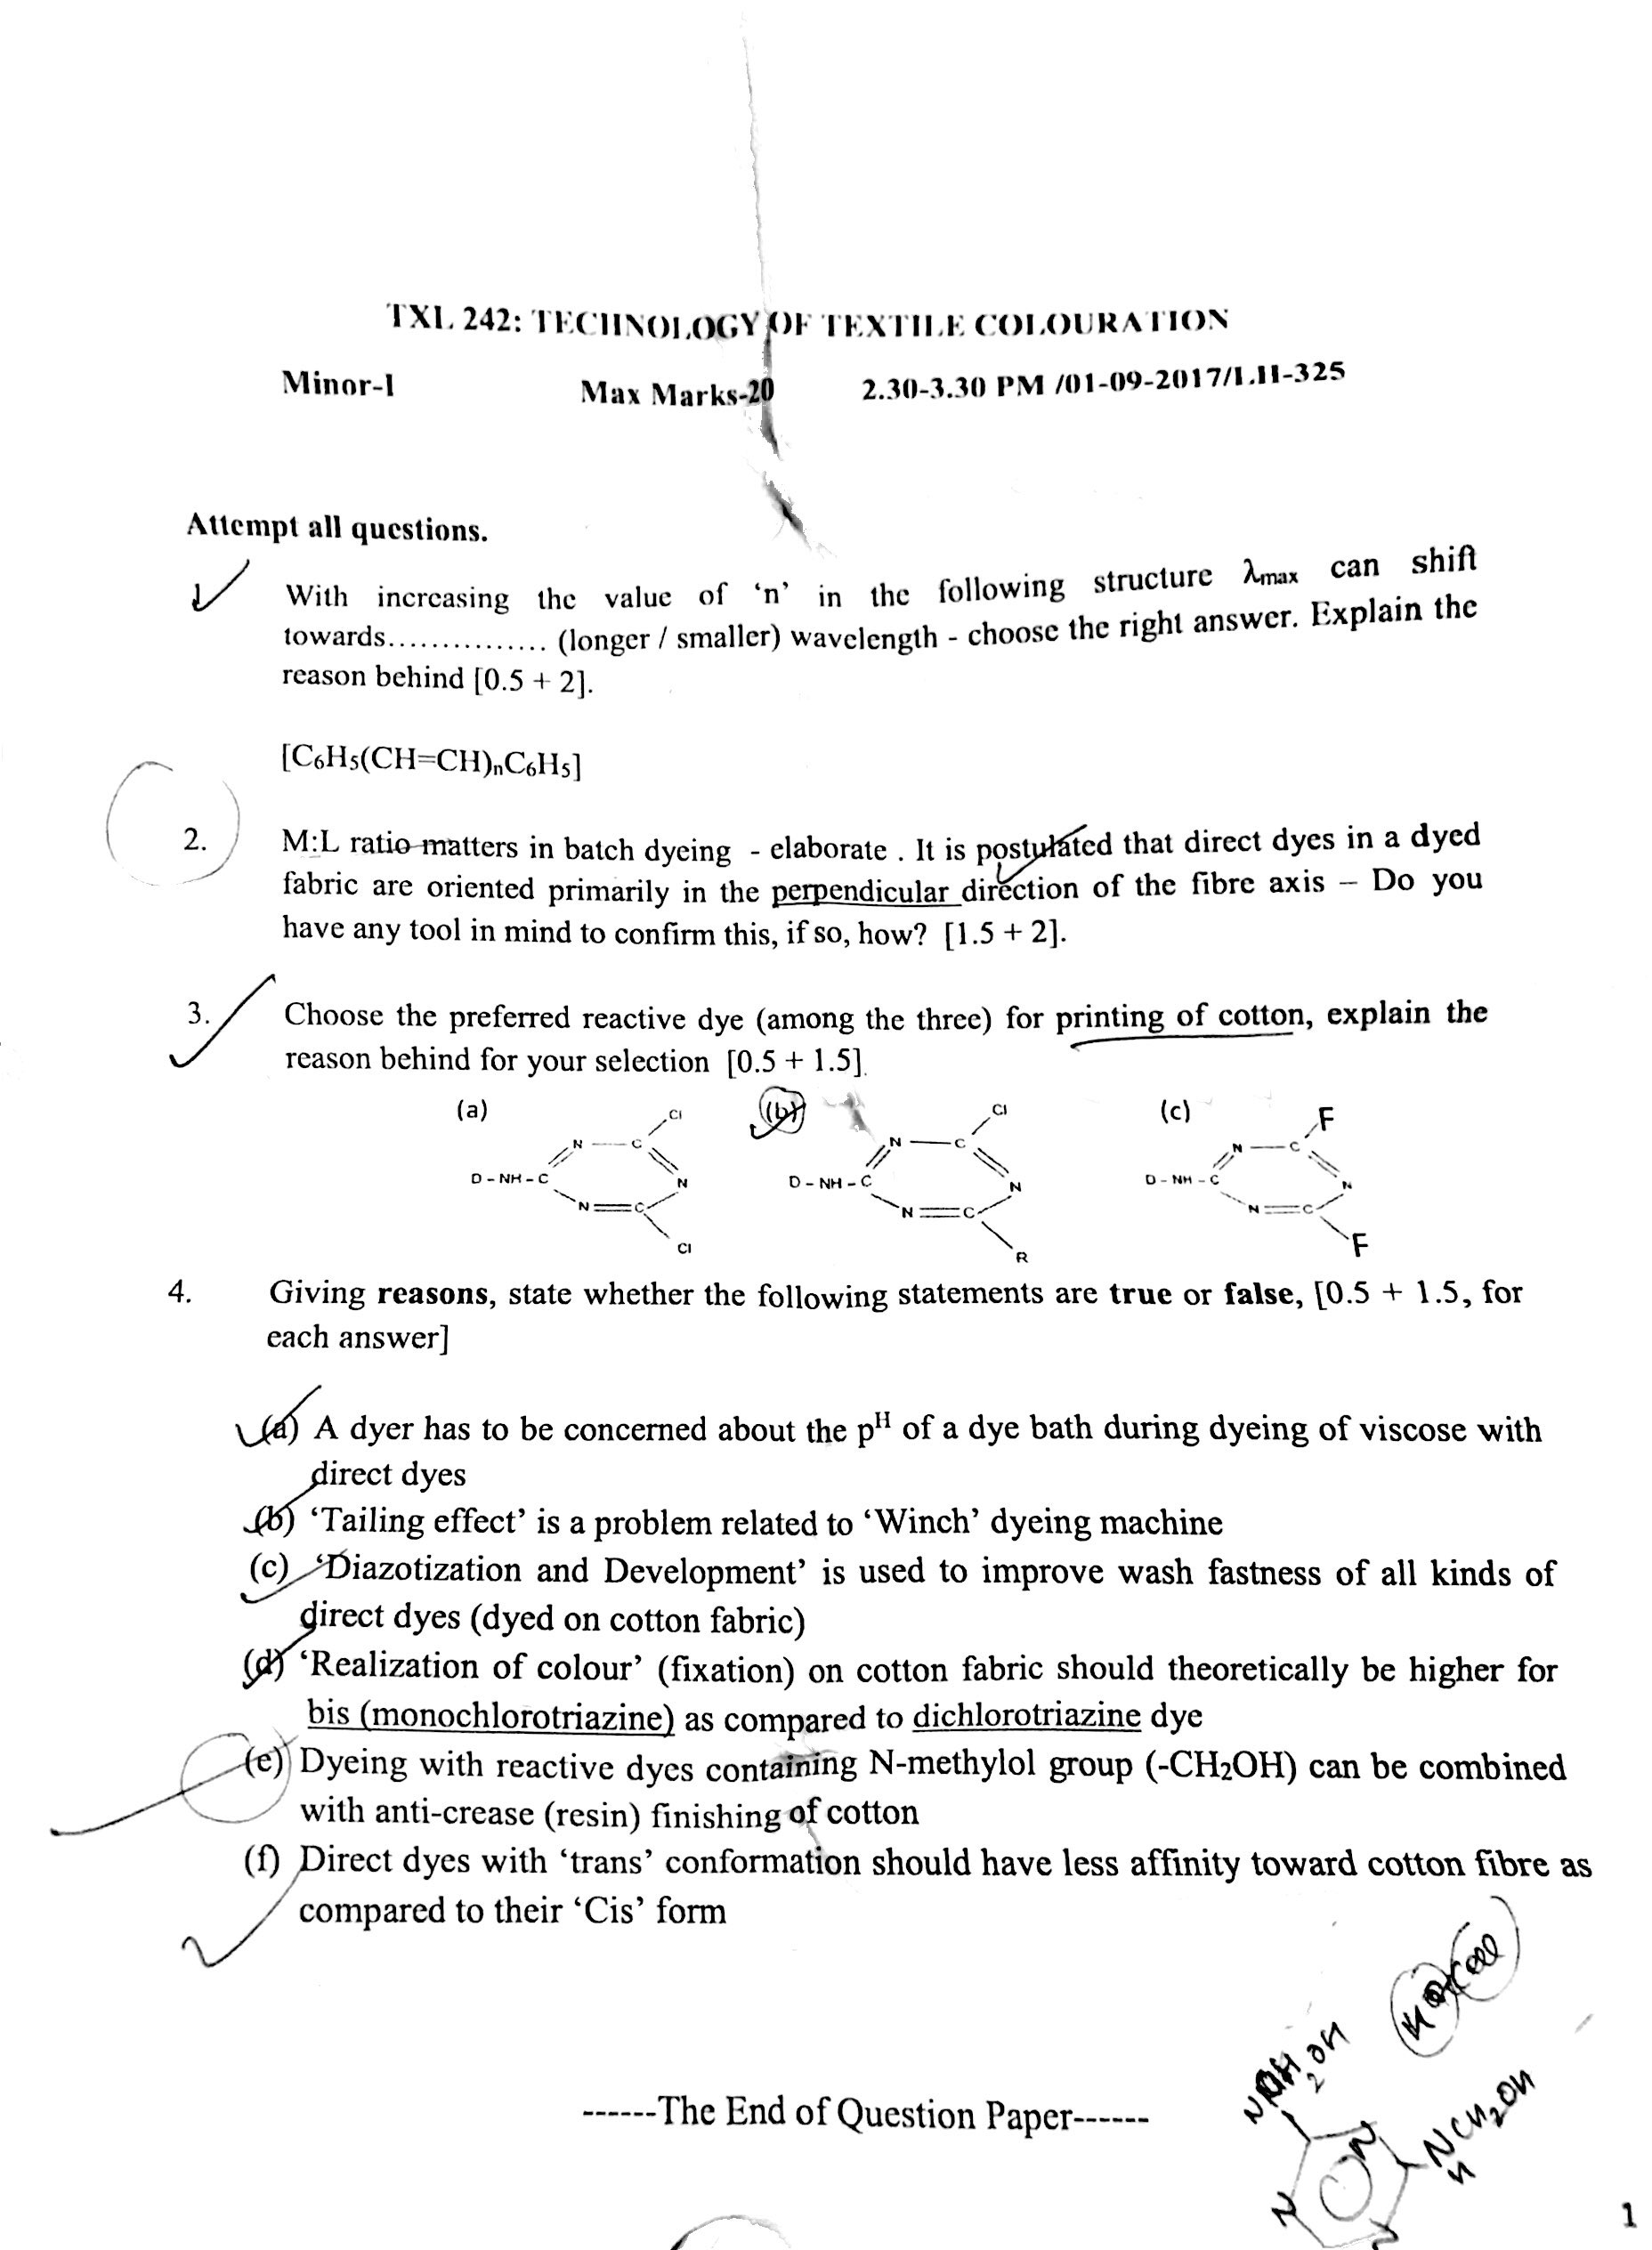 TXL 242: TECHNOLOGY OF TEXTILE COLOURATION
Minor-I Max Marks-20 2.30-3.30 PM /01-09-2017/LH-325
Attempt all questions.
With increasing the value of ‘n’ in the following structure λmax can shift
towards............... (longer / smaller) wavelength - choose the right answer. Explain the
reason behind [0.5 + 2].
[C₆H₅(CH=CH)ₙC₆H₅]
2. M:L ratio matters in batch dyeing - elaborate . It is postulated that direct dyes in a dyed
fabric are oriented primarily in the perpendicular direction of the fibre axis – Do you
have any tool in mind to confirm this, if so, how? [1.5 + 2].
3. Choose the preferred reactive dye (among the three) for printing of cotton, explain the
reason behind for your selection [0.5 + 1.5].
(a) (b) (c)
Cl Cl F
N C N C N C
D - NH - C N D - NH - C N D - NH - C N
N C N C N C
Cl R F
4. Giving reasons, state whether the following statements are true or false, [0.5 + 1.5, for
each answer]
(a) A dyer has to be concerned about the pᴴ of a dye bath during dyeing of viscose with
direct dyes
(b) ‘Tailing effect’ is a problem related to ‘Winch’ dyeing machine
(c) ‘Diazotization and Development’ is used to improve wash fastness of all kinds of
direct dyes (dyed on cotton fabric)
(d) ‘Realization of colour’ (fixation) on cotton fabric should theoretically be higher for
bis (monochlorotriazine) as compared to dichlorotriazine dye
(e) Dyeing with reactive dyes containing N-methylol group (-CH₂OH) can be combined
with anti-crease (resin) finishing of cotton
(f) Direct dyes with ‘trans’ conformation should have less affinity toward cotton fibre as
compared to their ‘Cis’ form
------The End of Question Paper------
NCH₂OH
H
N
N
1